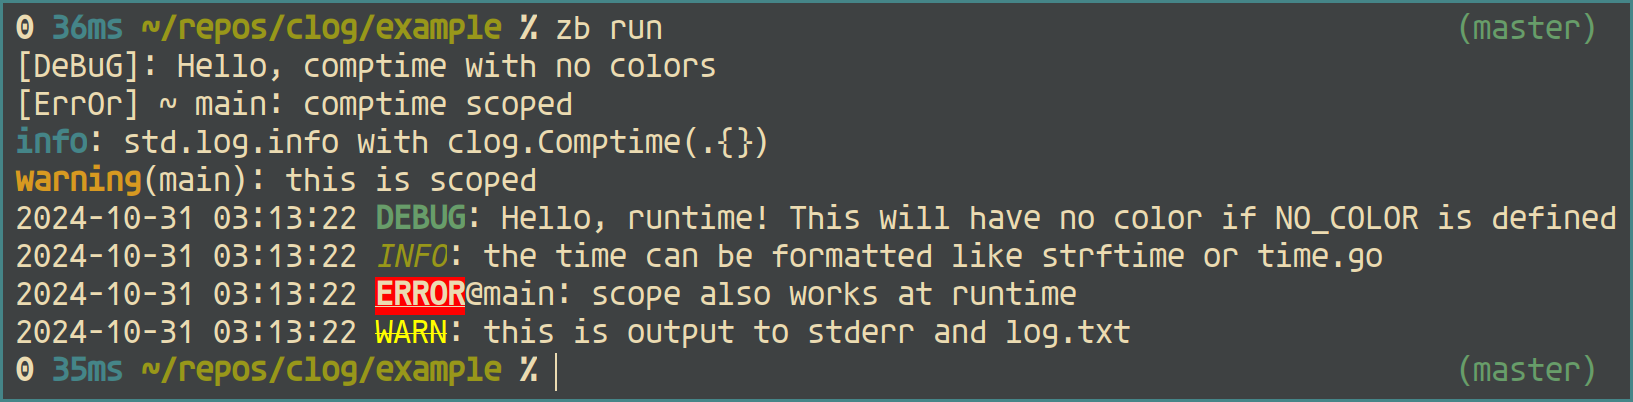 0 36ms ~/repos/clog/example % zb run (master)
[DeBuG]: Hello, comptime with no colors
[ErrOr] ~ main: comptime scoped
info: std.log.info with clog.Comptime(.{})
warning(main): this is scoped
2024-10-31 03:13:22 DEBUG: Hello, runtime! This will have no color if NO_COLOR is defined
2024-10-31 03:13:22 INFO: the time can be formatted like strftime or time.go
2024-10-31 03:13:22 ERROR@main: scope also works at runtime
2024-10-31 03:13:22 WARN: this is output to stderr and log.txt
0 35ms ~/repos/clog/example % (master)